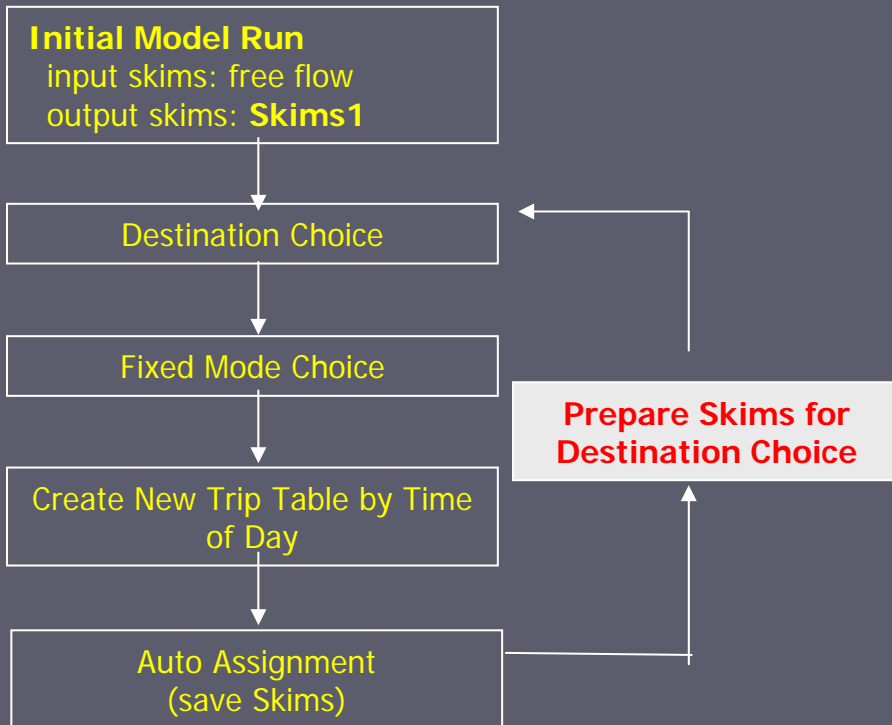 Initial Model Run
input skims: free flow
output skims: Skims1
Destination Choice
Fixed Mode Choice
Create New Trip Table by Time
of Day
Auto Assignment
(save Skims)
Prepare Skims for
Destination Choice